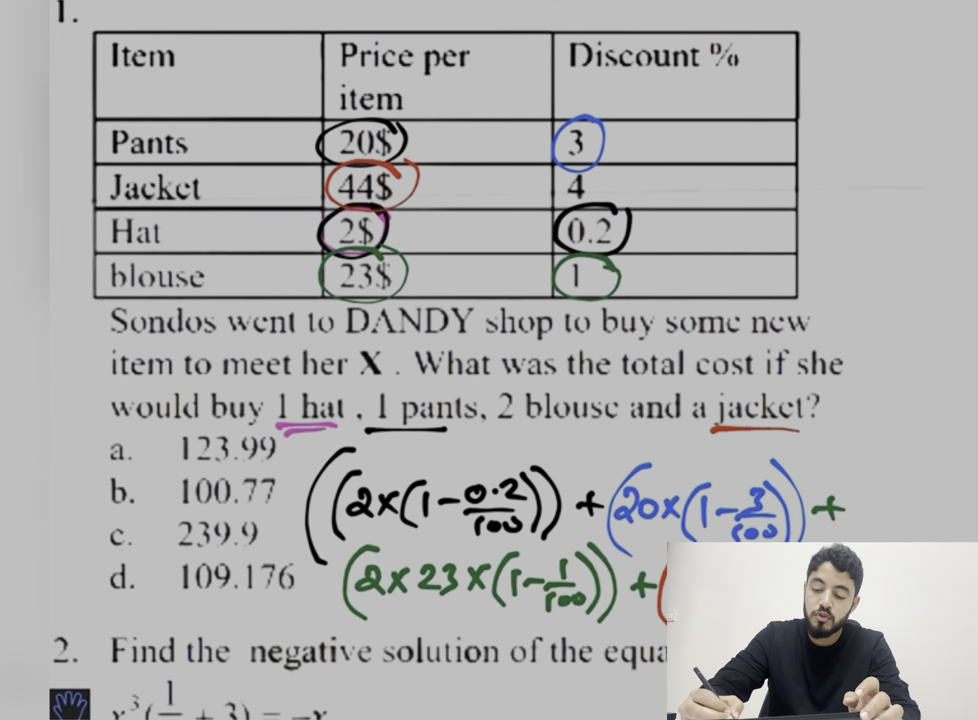 1.
Item Price per item Discount %
Pants 20$ 3
Jacket 44$ 4
Hat 2$ 0.2
blouse 23$ 1
Sondos went to DANDY shop to buy some new
item to meet her X . What was the total cost if she
would buy 1 hat , 1 pants, 2 blouse and a jacket?
a. 123.99
b. 100.77
c. 239.9
d. 109.176
((2×(1-0.2/100)) + (20×(1-3/100)) +
(2×23×(1-1/100)) + (
2. Find the negative solution of the equa